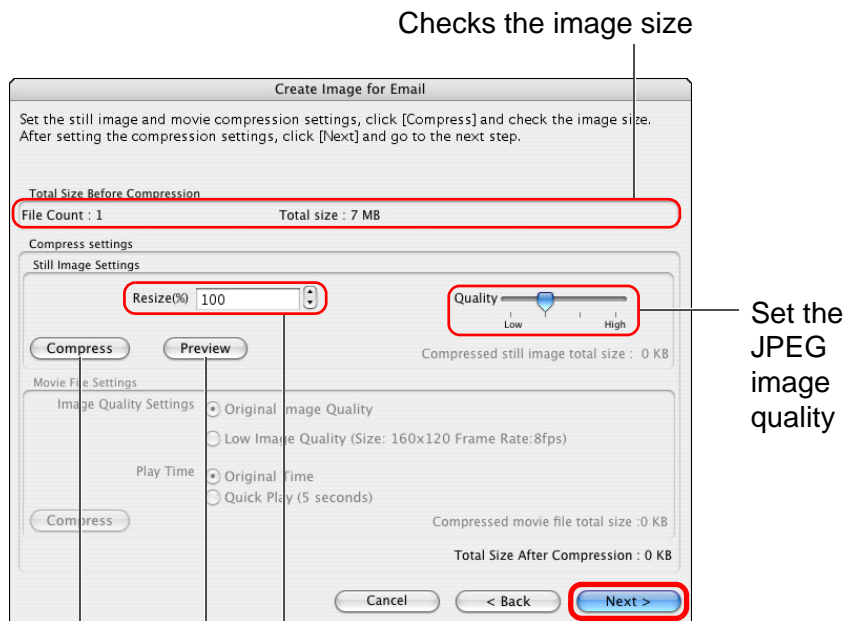 Checks the image size
Create Image for Email
Set the still image and movie compression settings, click [Compress] and check the image size.
After setting the compression settings, click [Next] and go to the next step.
Total Size Before Compression
File Count : 1 Total size : 7 MB
Compress settings
Still Image Settings
Resize(%) 100 Quality
Low High
Compress Preview Compressed still image total size : 0 KB
Set the
JPEG
image
quality
Movie File Settings
Image Quality Settings Original Image Quality
Low Image Quality (Size: 160x120 Frame Rate:8fps)
Play Time Original Time
Quick Play (5 seconds)
Compress Compressed movie file total size :0 KB
Total Size After Compression : 0 KB
Cancel < Back Next >